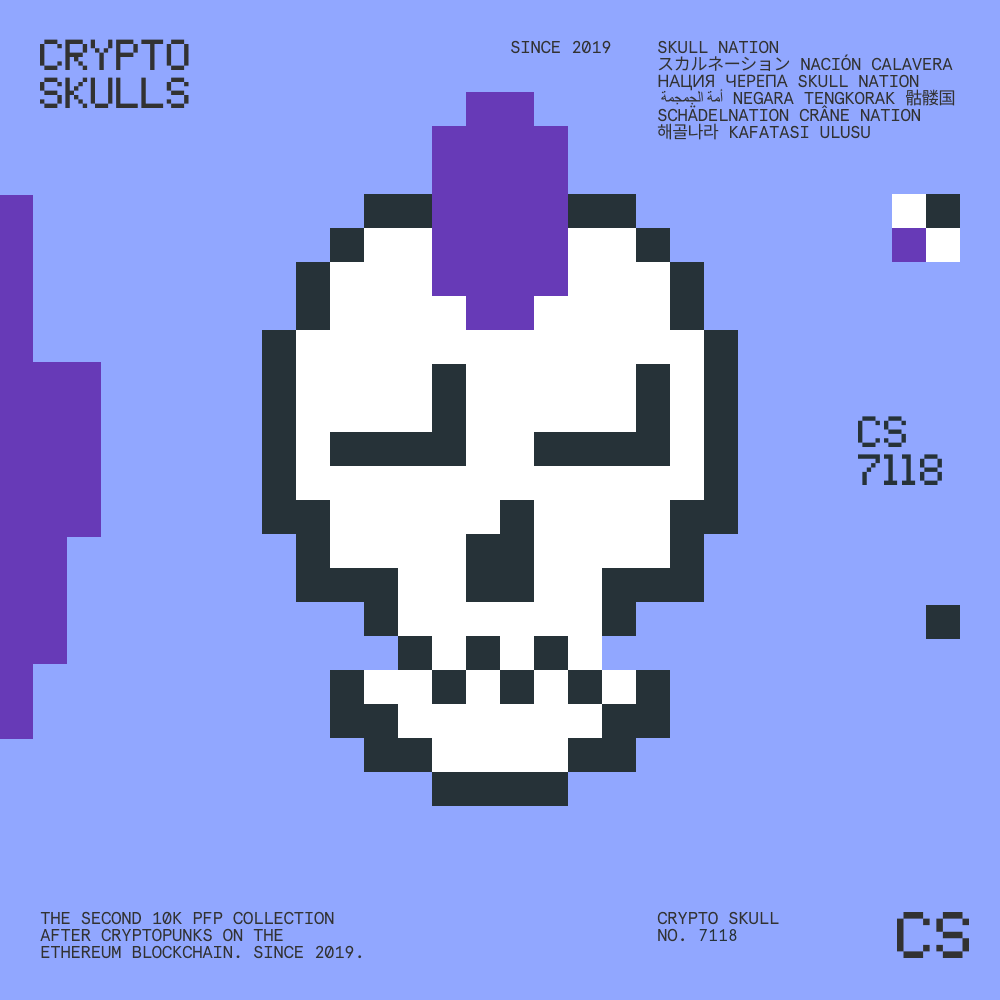 CRYPTO
SKULLS
SINCE 2019
SKULL NATION
スカルネーション NACIÓN CALAVERA
НАЦИЯ ЧЕРЕПА SKULL NATION
أمة الجمجمة NEGARA TENGKORAK 骷髅国
SCHÄDELNATION CRÂNE NATION
해골나라 KAFATASI ULUSU
CS
7118
THE SECOND 10K PFP COLLECTION
AFTER CRYPTOPUNKS ON THE
ETHEREUM BLOCKCHAIN. SINCE 2019.
CRYPTO SKULL
NO. 7118
CS